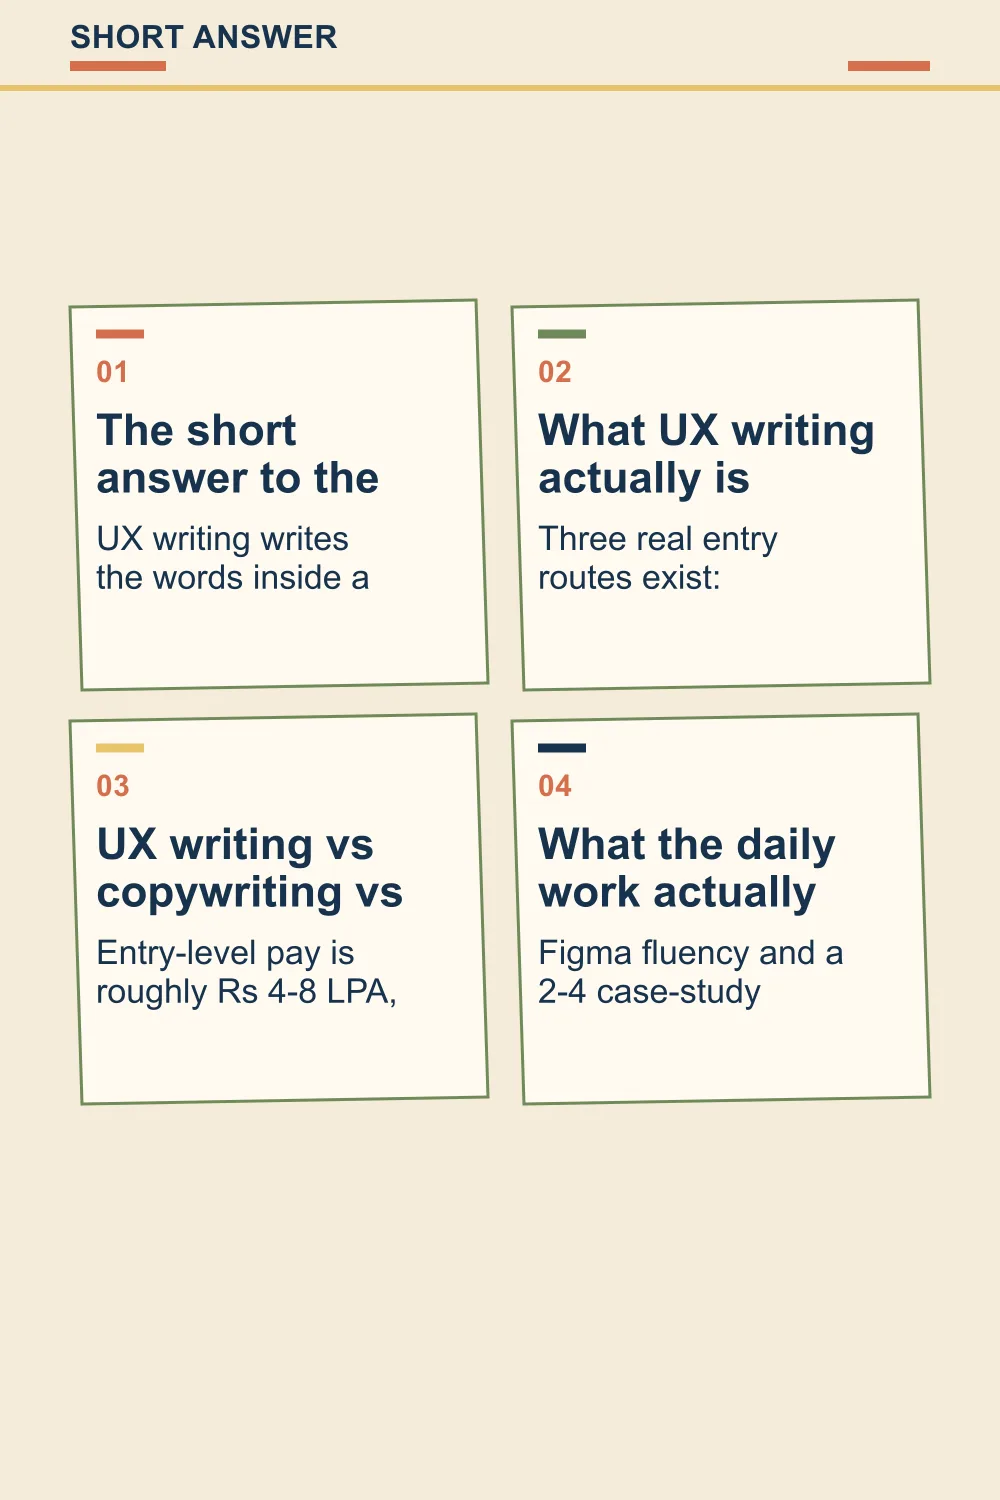 SHORT ANSWER
01
The short
answer to the
UX writing writes
the words inside a
02
What UX writing
actually is
Three real entry
routes exist:
03
UX writing vs
copywriting vs
Entry-level pay is
roughly Rs 4-8 LPA,
04
What the daily
work actually
Figma fluency and a
2-4 case-study